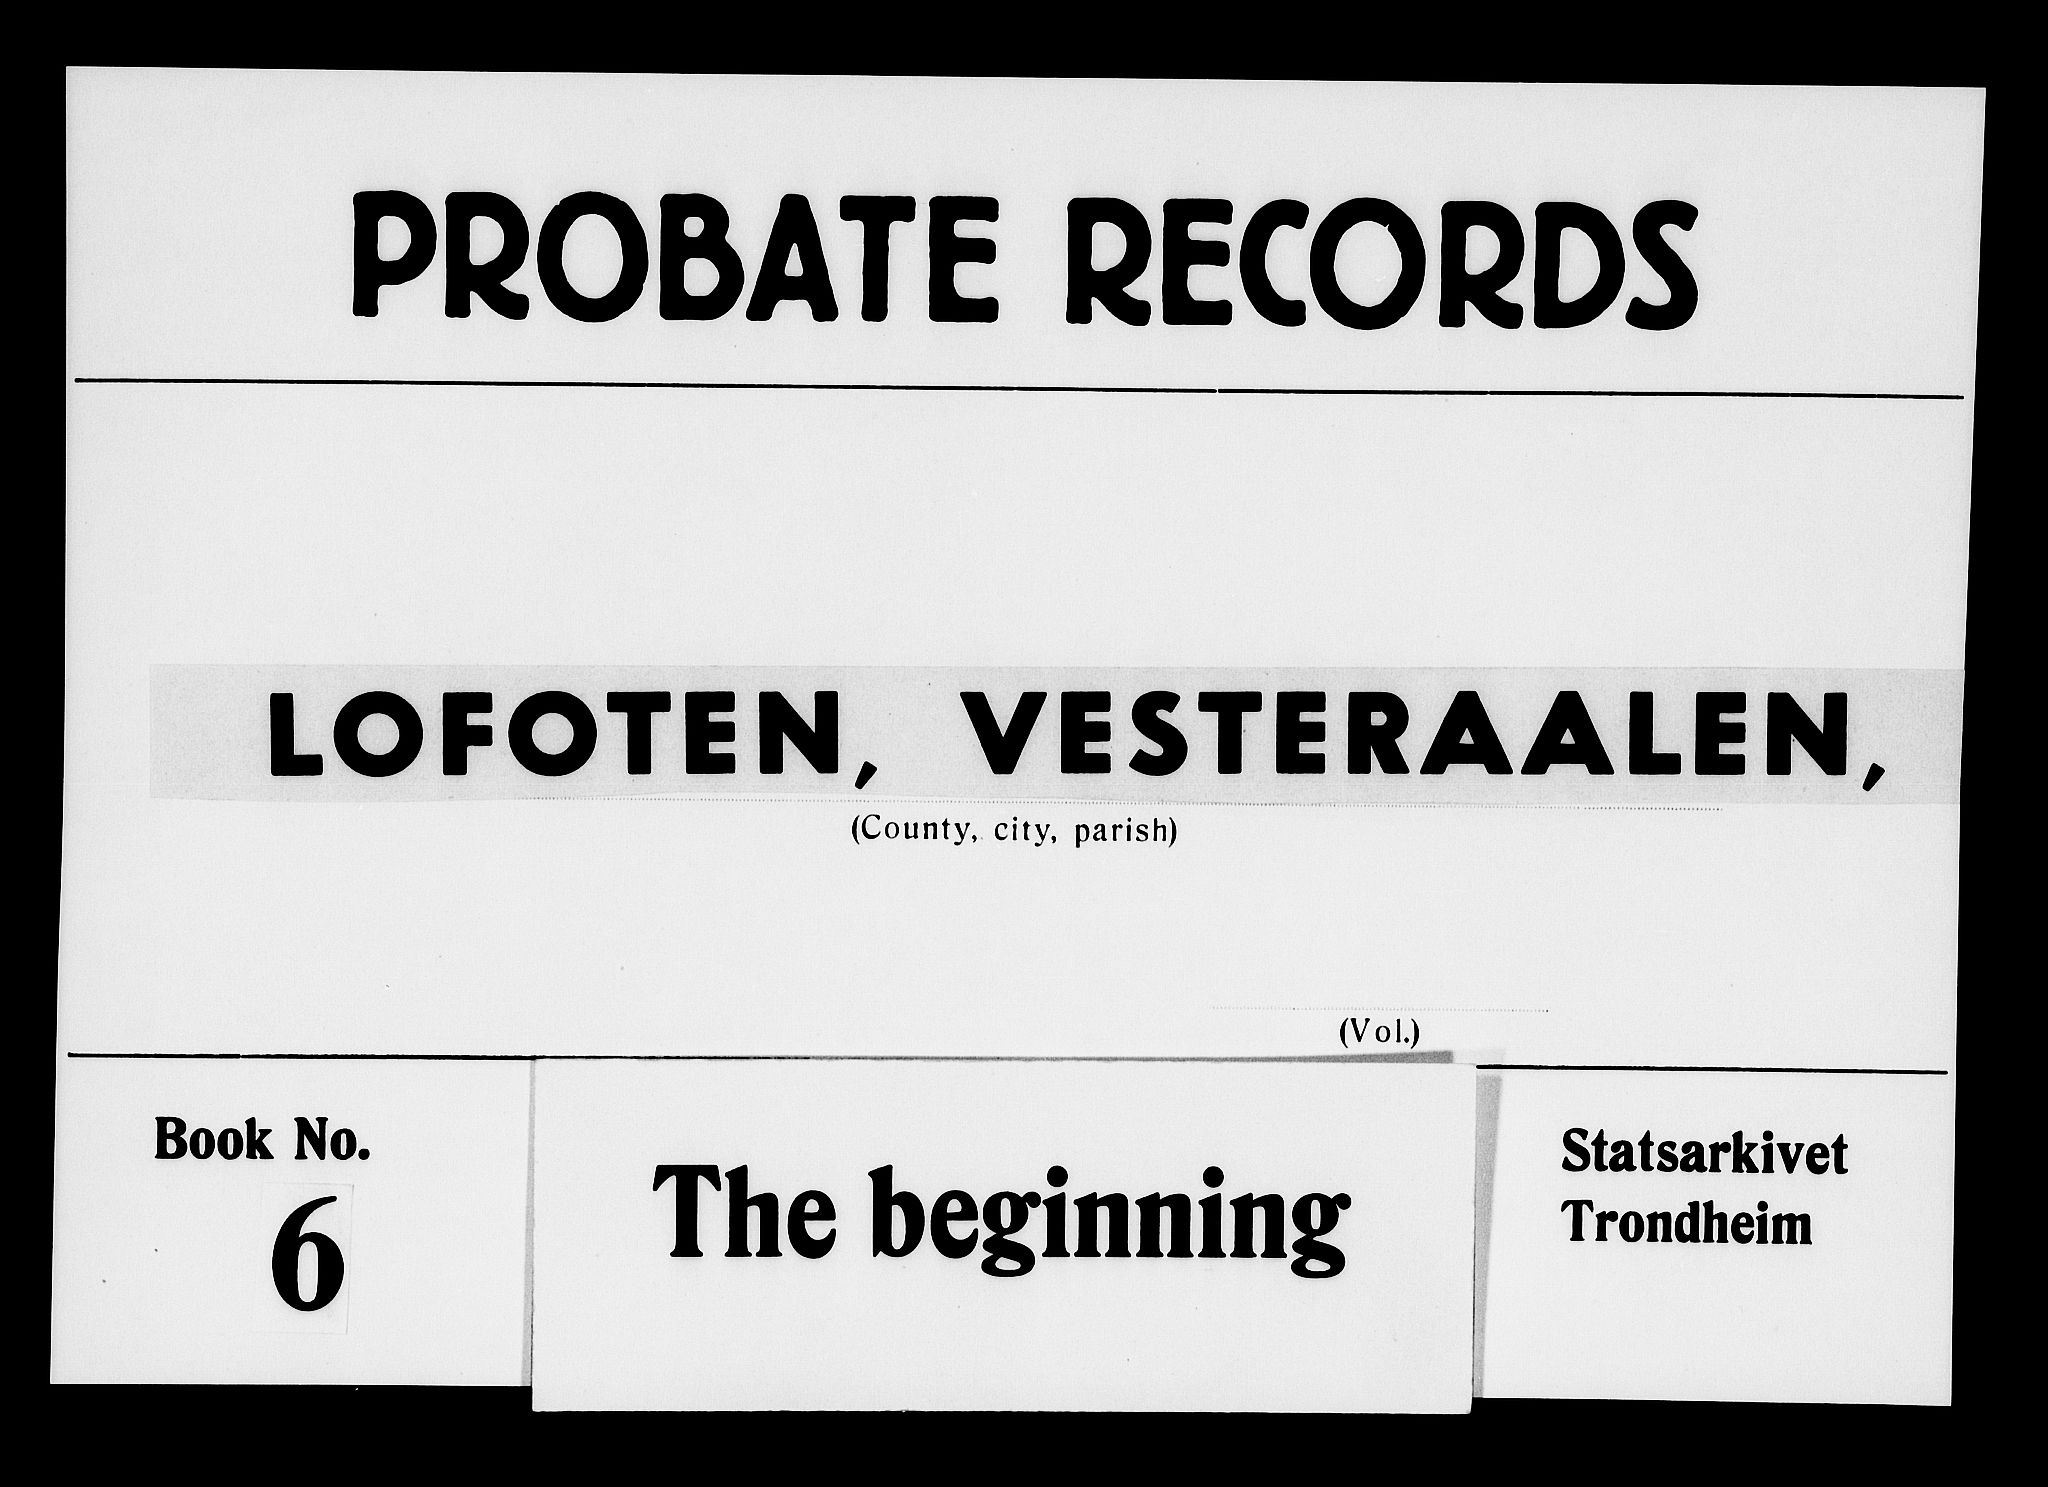 PROBATE RECORDS
LOFOTEN, VESTERAALEN,
(County, city, parish)
(Vol.)
Book No.
6
The beginning
Statsarkivet
Trondheim